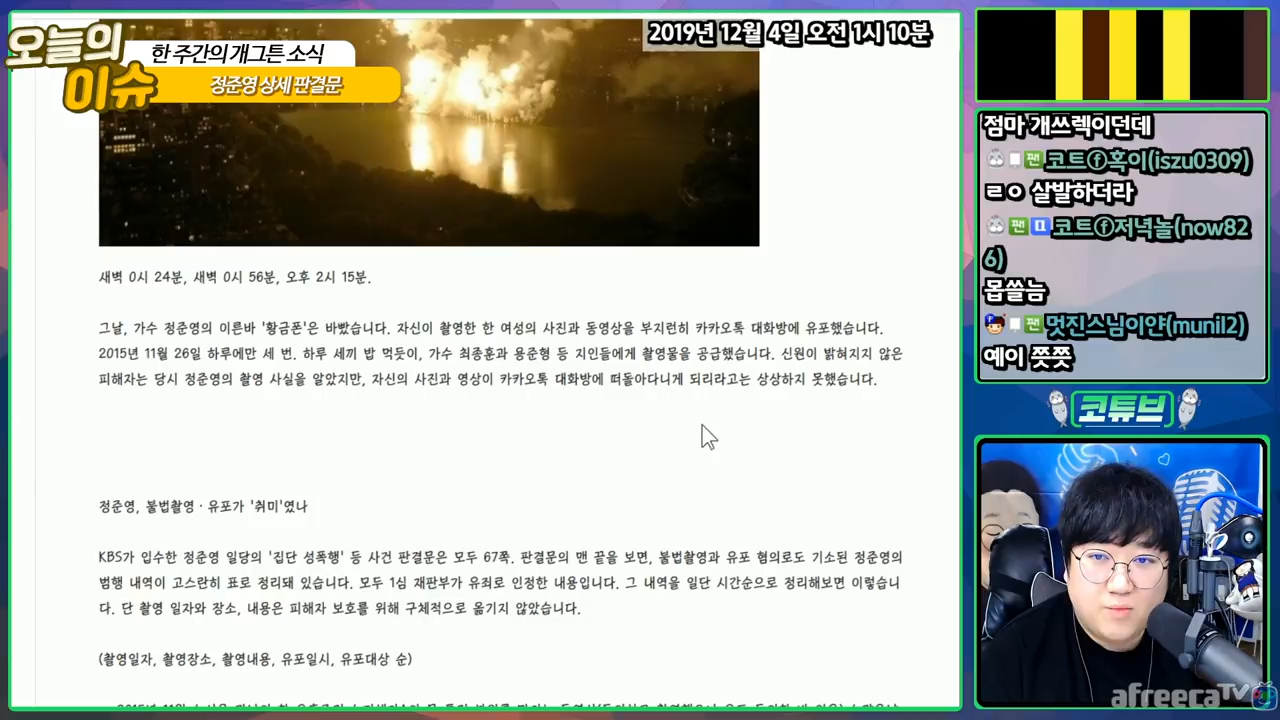 오늘의
이슈
한 주간의 개그튼 소식
정준영 상세 판결문
2019년 12월 4일 오전 1시 10분
새벽 0시 24분, 새벽 0시 56분, 오후 2시 15분.
그날, 가수 정준영의 이른바 '황금폰'은 바빴습니다. 자신이 촬영한 한 여성의 사진과 동영상을 부지런히 카카오톡 대화방에 유포했습니다.
2015년 11월 26일 하루에만 세 번. 하루 세끼 밥 먹듯이, 가수 최종훈과 용준형 등 지인들에게 촬영물을 공급했습니다. 신원이 밝혀지지 않은
피해자는 당시 정준영의 촬영 사실을 알았지만, 자신의 사진과 영상이 카카오톡 대화방에 떠돌아다니게 되리라고는 상상하지 못했습니다.
정준영, 불법촬영·유포가 '취미'였나
KBS가 입수한 정준영 일당의 '집단 성폭행' 등 사건 판결문은 모두 67쪽. 판결문의 맨 끝을 보면, 불법촬영과 유포 혐의로도 기소된 정준영의
범행 내역이 고스란히 표로 정리돼 있습니다. 모두 1심 재판부가 유죄로 인정한 내용입니다. 그 내역을 일단 시간순으로 정리해보면 이렇습니
다. 단 촬영 일자와 장소, 내용은 피해자 보호를 위해 구체적으로 옮기지 않았습니다.
(촬영일자, 촬영장소, 촬영내용, 유포일시, 유포대상 순)
점마 개쓰렉이던데
팬 코트ⓕ혹이(iszu0309)
ㄹㅇ 살발하더라
팬 코트ⓕ저녁놀(now82
6)
몹쓸늠
팬 멋진스님이얀(munil2)
예이 쯧쯧
코튜브
afreecaTV